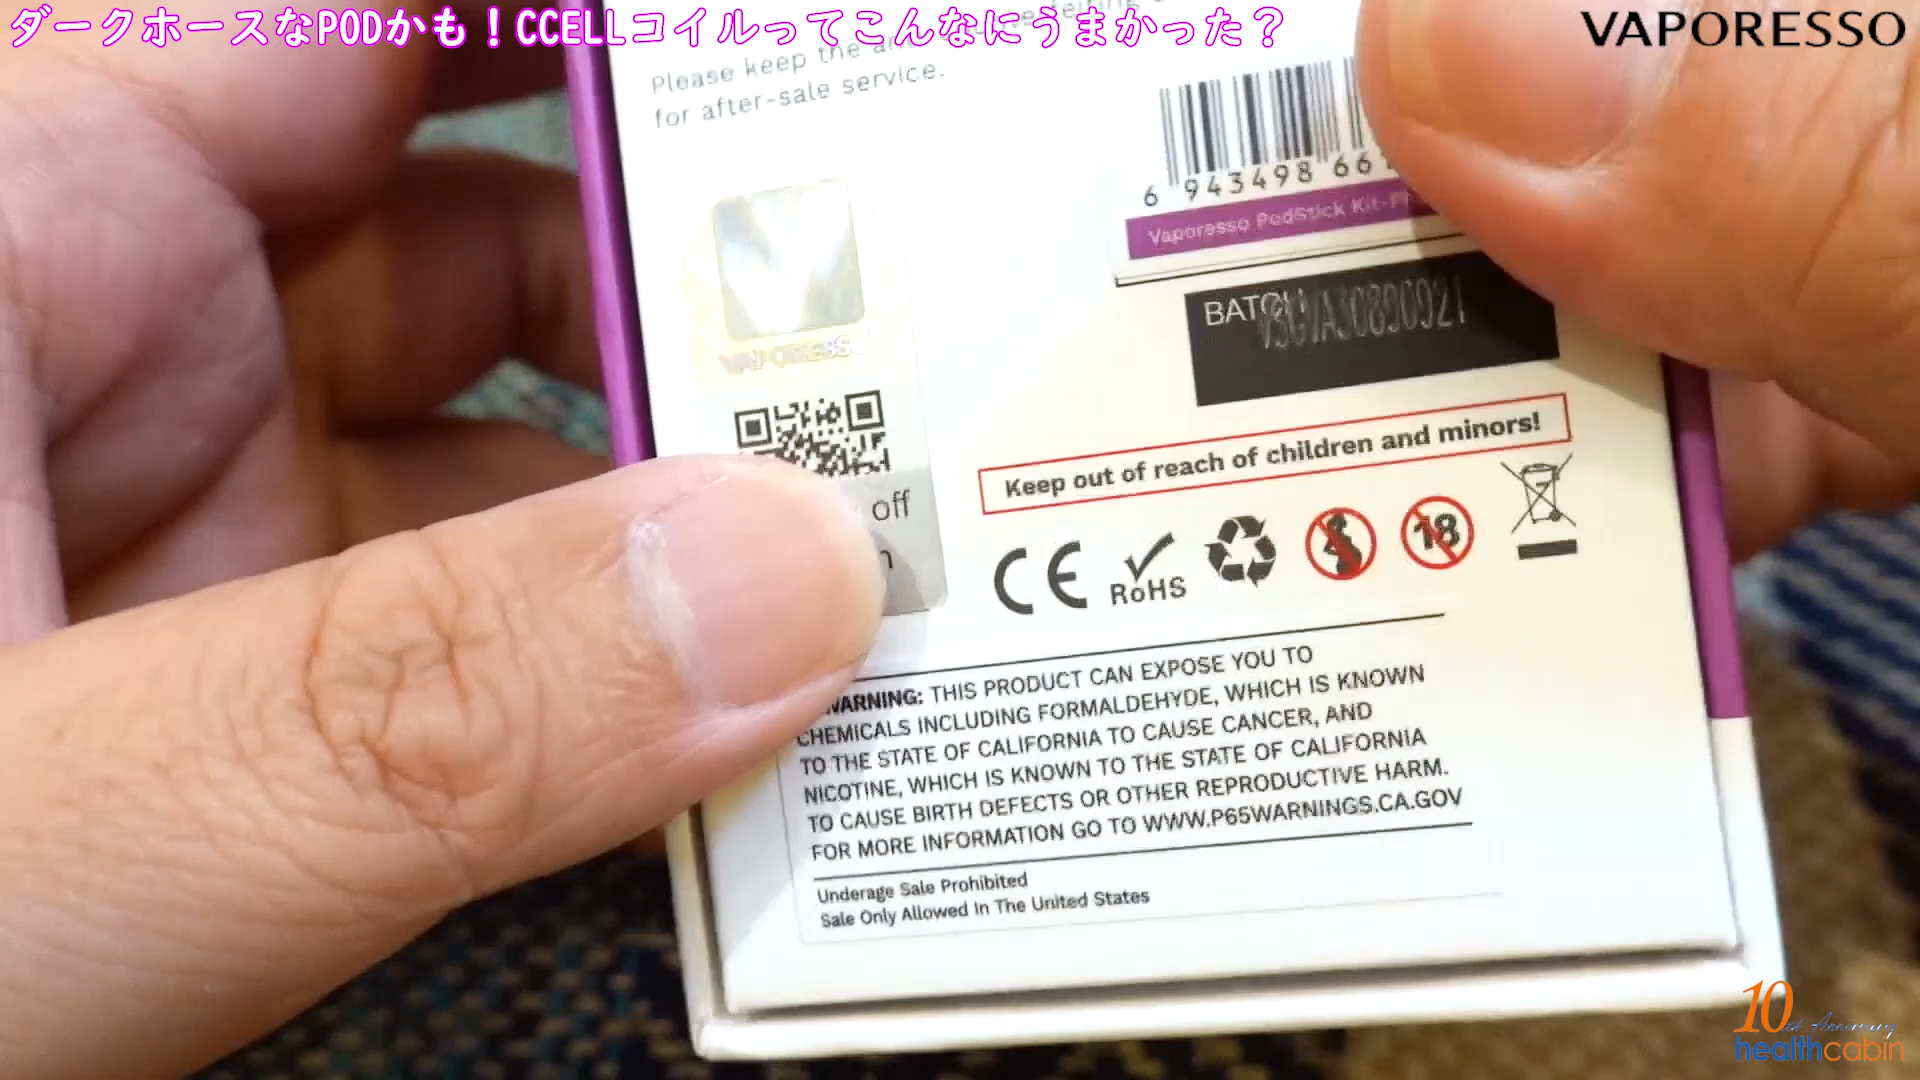 ダークホースなPODかも！CCELLコイルってこんなにうまかった？
VAPORESSO
Please keep the
for after-sale service.
6 943498 66
Vaporesso PodStick Kit-
VAPORESSO
BATCH
off
Keep out of reach of children and minors!
CE
RoHS
18
WARNING: THIS PRODUCT CAN EXPOSE YOU TO
CHEMICALS INCLUDING FORMALDEHYDE, WHICH IS KNOWN
TO THE STATE OF CALIFORNIA TO CAUSE CANCER, AND
NICOTINE, WHICH IS KNOWN TO THE STATE OF CALIFORNIA
TO CAUSE BIRTH DEFECTS OR OTHER REPRODUCTIVE HARM.
FOR MORE INFORMATION GO TO WWW.P65WARNINGS.CA.GOV
Underage Sale Prohibited
Sale Only Allowed In The United States
10th Anniversary
healthcabin